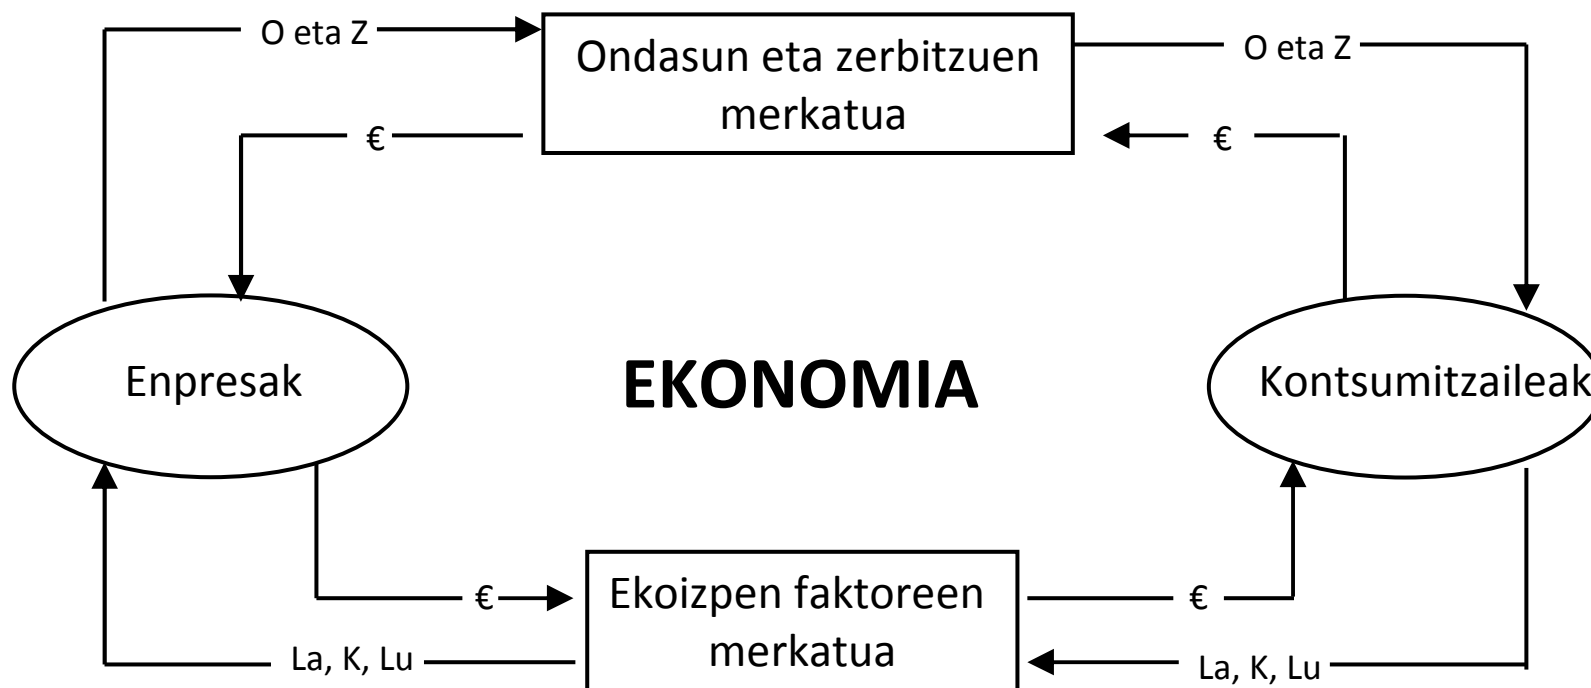 O eta Z
Ondasun eta zerbitzuen
merkatua
O eta Z
€
€
Enpresak
EKONOMIA
Kontsumitzaileak
€
Ekoizpen faktoreen
merkatua
€
La, K, Lu
La, K, Lu